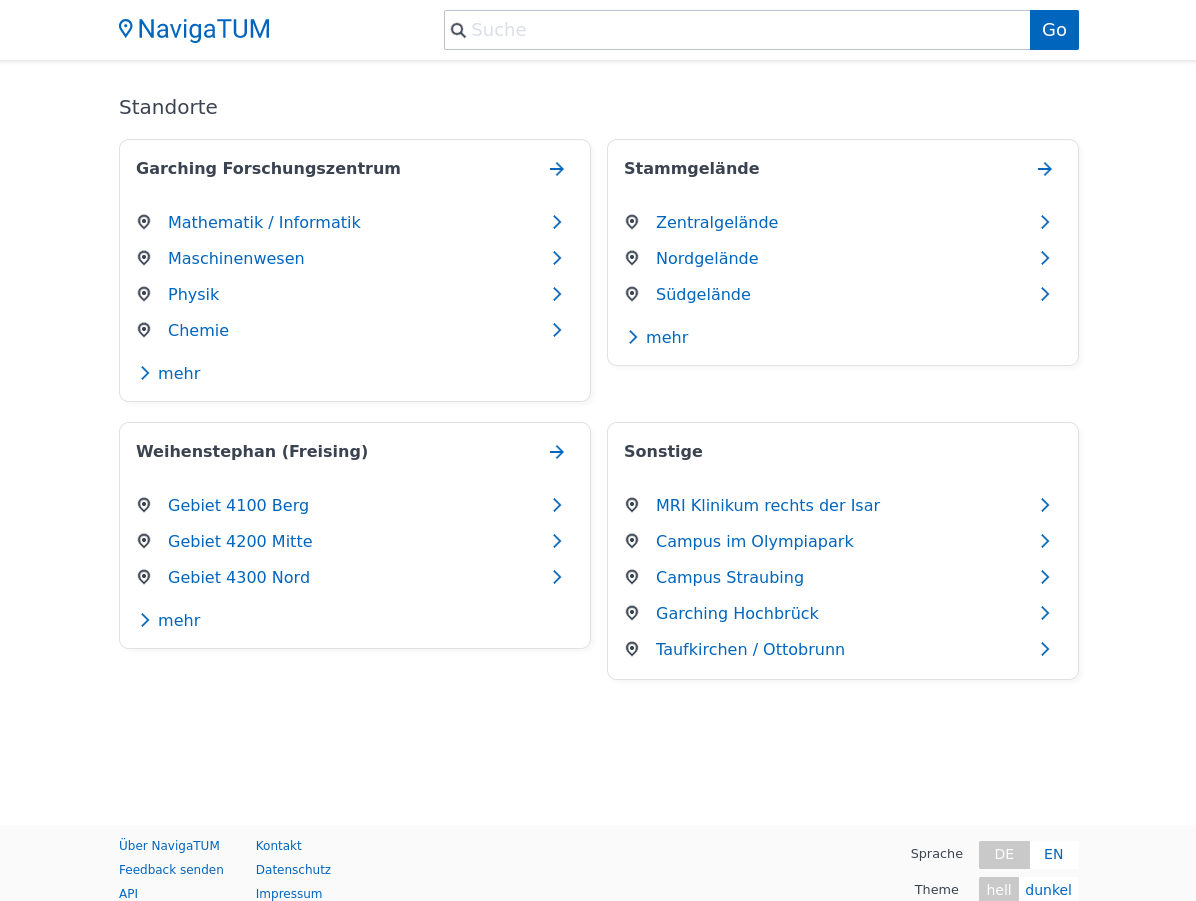 NavigaTUM
Suche
Go
Standorte
Garching Forschungszentrum
Mathematik / Informatik
Maschinenwesen
Physik
Chemie
mehr
Stammgelände
Zentralgelände
Nordgelände
Südgelände
mehr
Weihenstephan (Freising)
Gebiet 4100 Berg
Gebiet 4200 Mitte
Gebiet 4300 Nord
mehr
Sonstige
MRI Klinikum rechts der Isar
Campus im Olympiapark
Campus Straubing
Garching Hochbrück
Taufkirchen / Ottobrunn
Über NavigaTUM
Feedback senden
API
Kontakt
Datenschutz
Impressum
Sprache DE EN
Theme hell dunkel